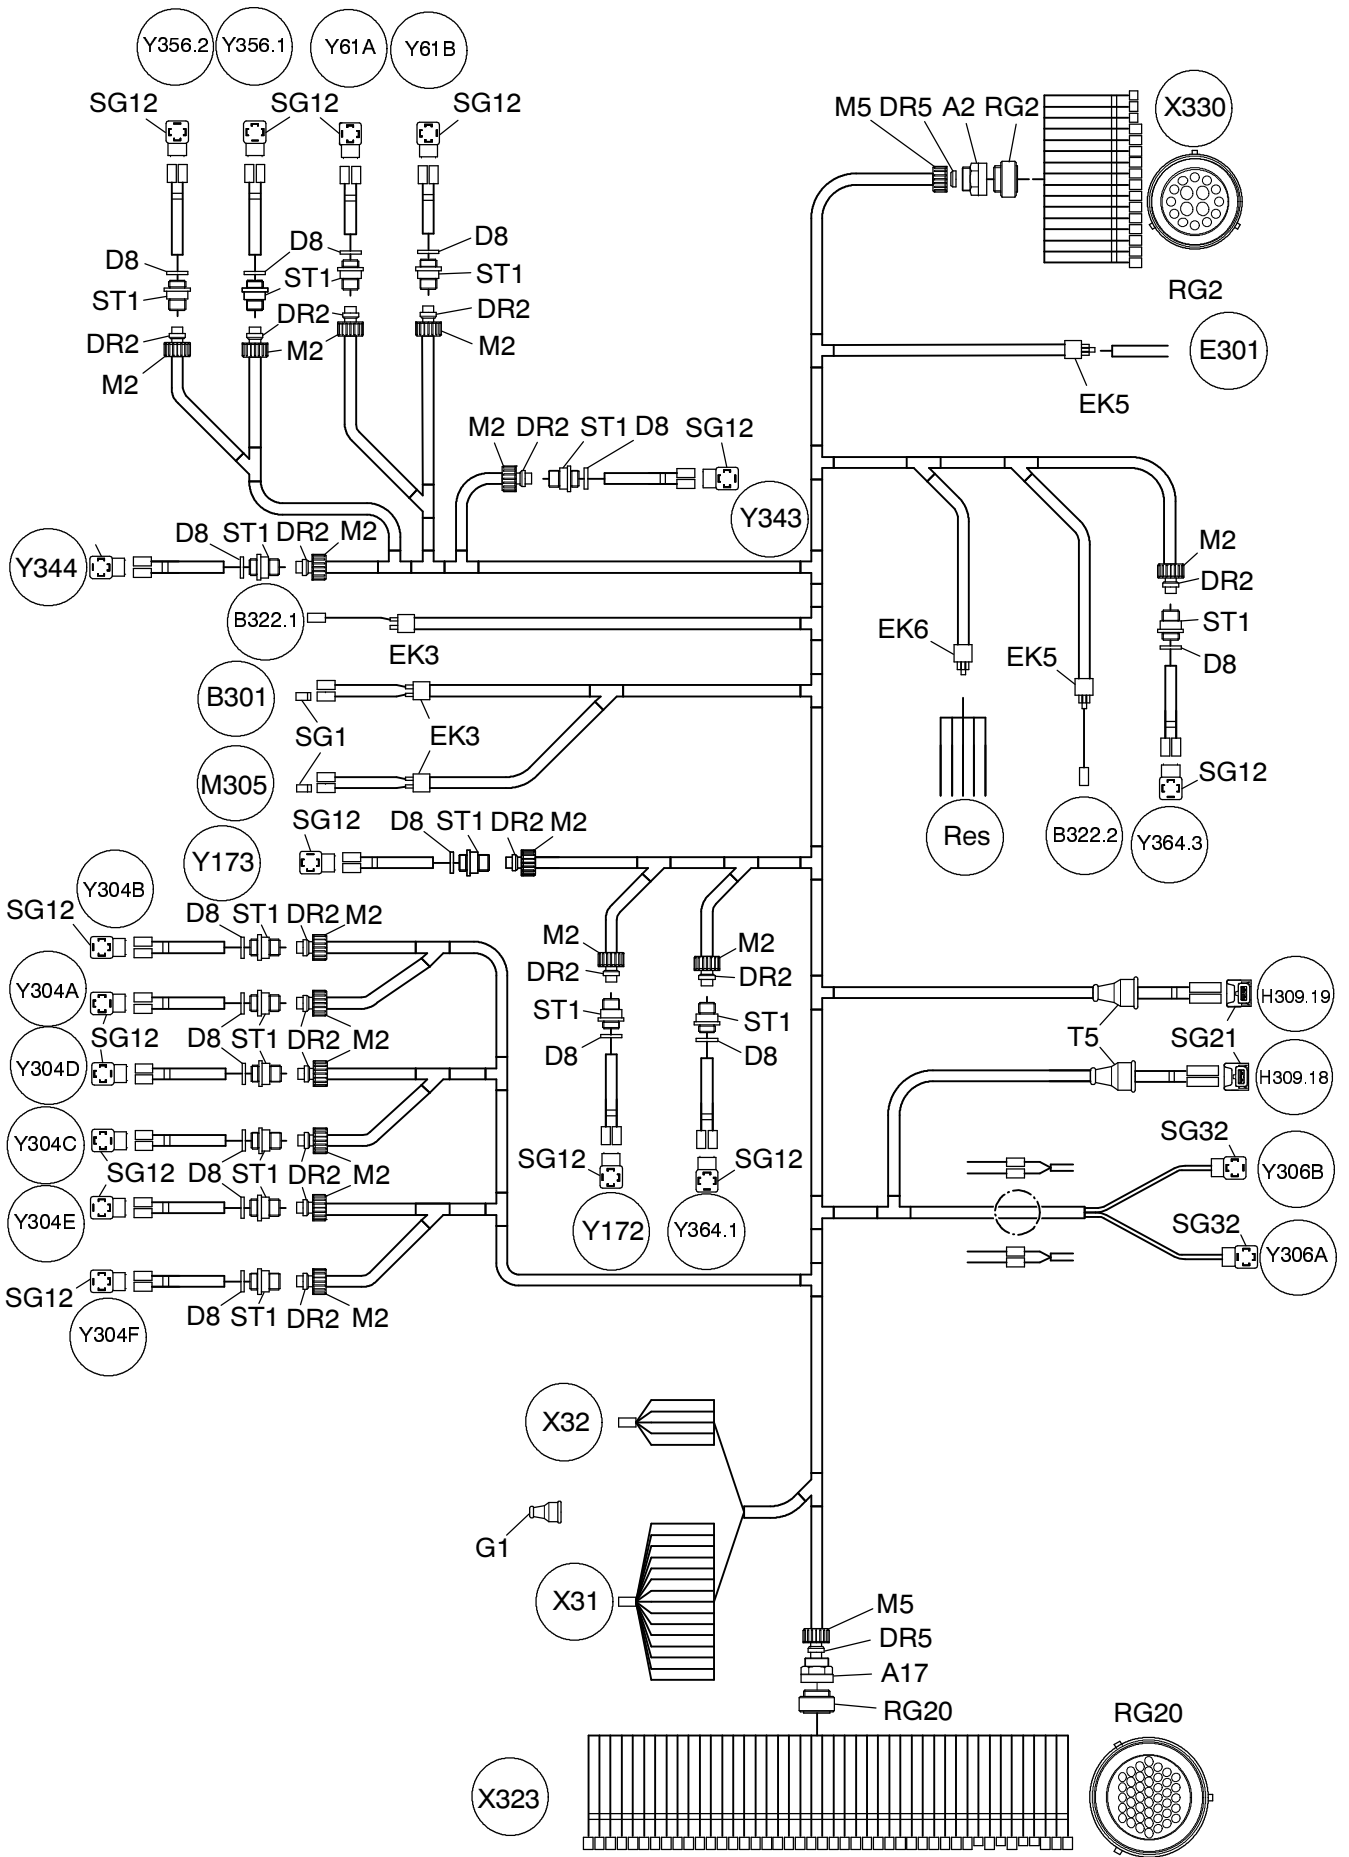 Y356.2 Y356.1 Y61A Y61B
SG12 SG12 SG12
M5 DR5 A2 RG2 X330
D8 D8 D8
ST1 ST1 ST1
RG2
DR2 DR2 DR2
M2 M2 M2
E301
EK5
M2 DR2 ST1 D8 SG12
Y343
Y344 D8 ST1 DR2 M2
M2
DR2
ST1
D8
B322.1
EK3
EK6
EK5
B301
SG1 EK3
M305
SG12
Res B322.2 Y364.3
SG12 D8 ST1 DR2 M2
Y173
Y304B
SG12 D8 ST1 DR2 M2
M2 M2
DR2 DR2
ST1 ST1
D8 D8
Y304A
SG12 D8 ST1 DR2 M2
H309.19
T5 SG21
H309.18
Y304D
Y304C
SG12 D8 ST1 DR2 M2
SG12 SG12
SG32
Y306B
Y304E
Y172 Y364.1
SG32
Y306A
SG12 D8 ST1 DR2 M2
Y304F
X32
G1
X31
M5
DR5
A17
RG20 RG20
X323